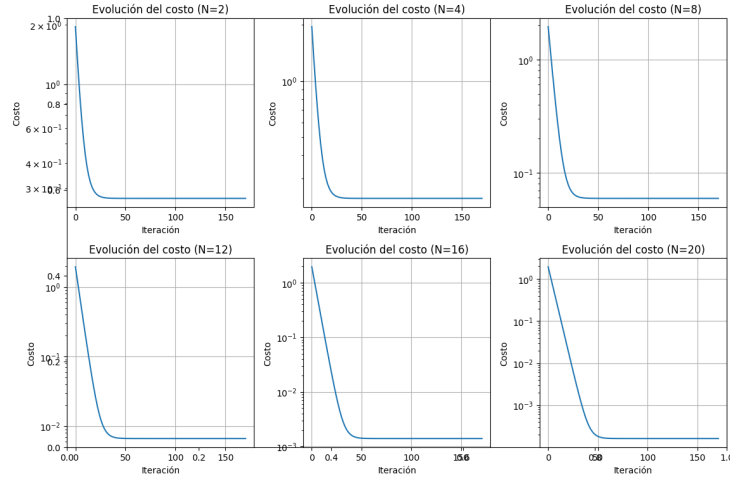 Evolución del costo (N=2)
Evolución del costo (N=4)
Evolución del costo (N=8)
1.0
2 × 10⁰
10⁰
0.8
6 × 10⁻¹
4 × 10⁻¹
3 × 10⁻¹
0.6
10⁰
10⁰
10⁻¹
Costo
Costo
Costo
0 50 100 150
0 50 100 150
0 50 100 150
Iteración
Iteración
Iteración
Evolución del costo (N=12)
Evolución del costo (N=16)
Evolución del costo (N=20)
0.4
10⁰
10⁻¹
0.2
10⁻²
0.0
10⁰
10⁻¹
10⁻²
10⁻³
10⁰
10⁻¹
10⁻²
10⁻³
Costo
Costo
Costo
0.0 0 50 100 0.2 150
0 0.4 50 100 150 0.6
0 50 0.8 100 150 1.0
Iteración
Iteración
Iteración